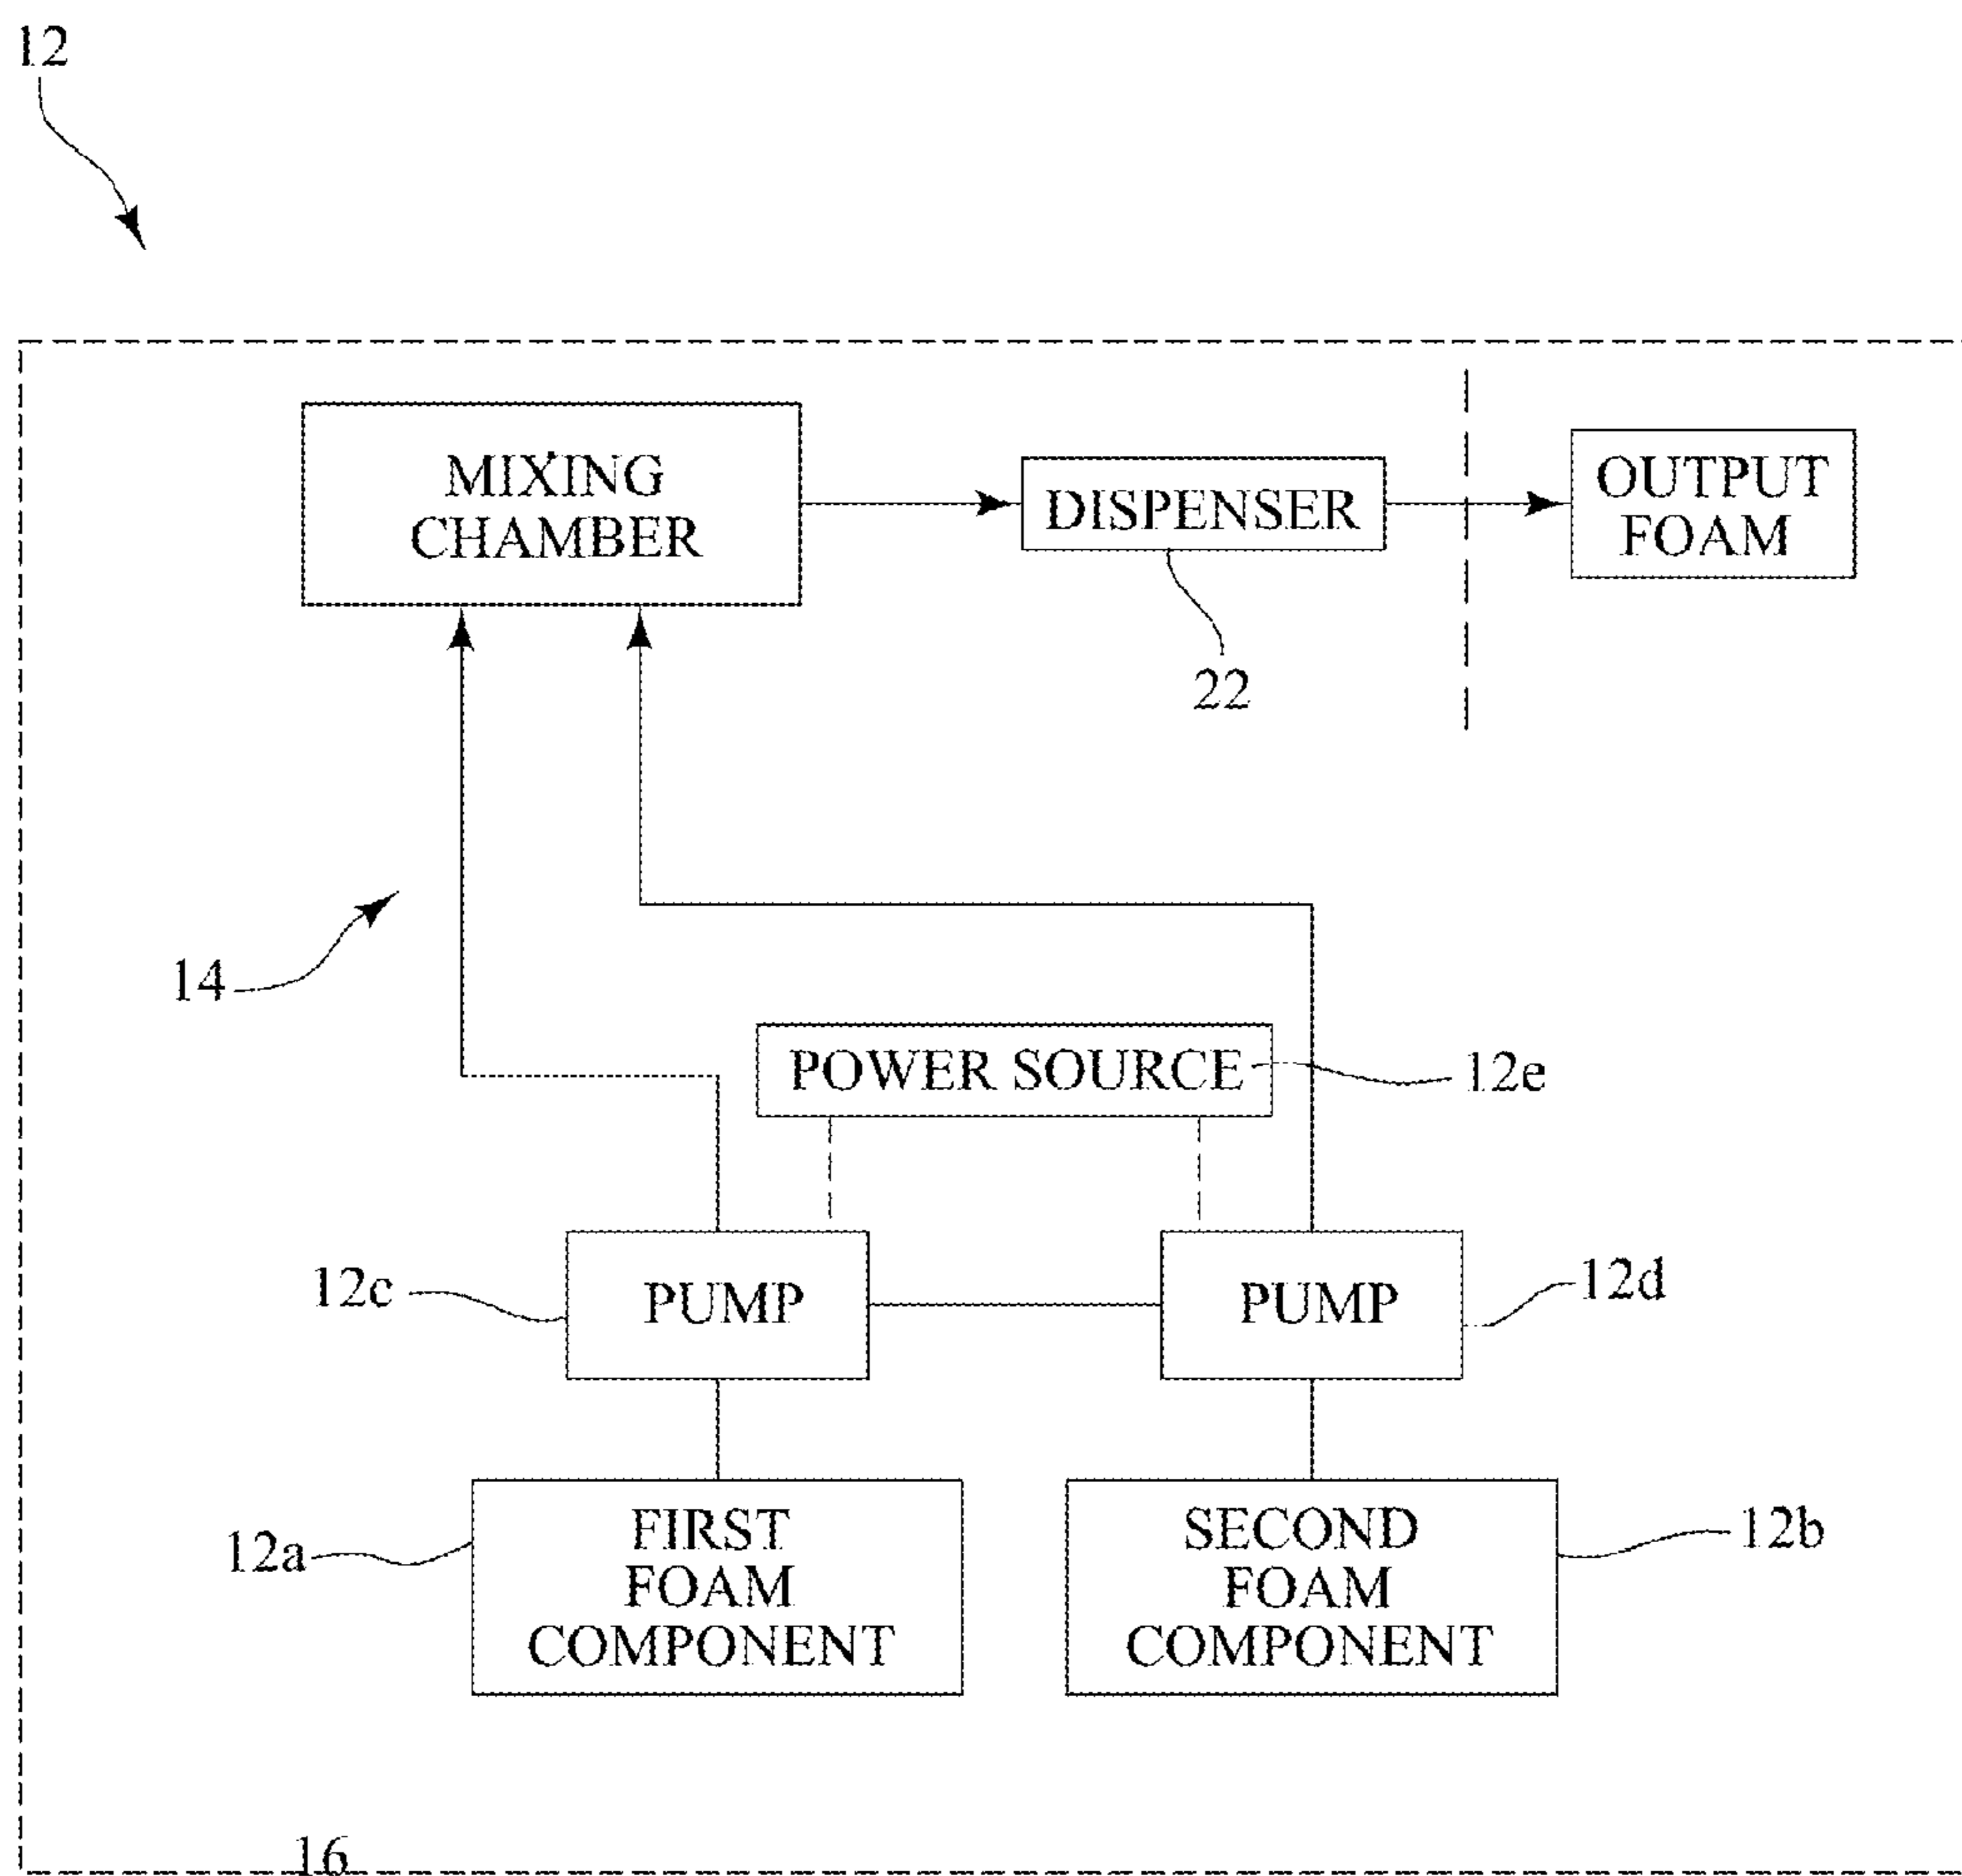 12
MIXING
CHAMBER
DISPENSER
OUTPUT
FOAM
22
14
POWER SOURCE
12e
12c
PUMP
PUMP
12d
12a
FIRST
FOAM
COMPONENT
SECOND
FOAM
COMPONENT
12b
16